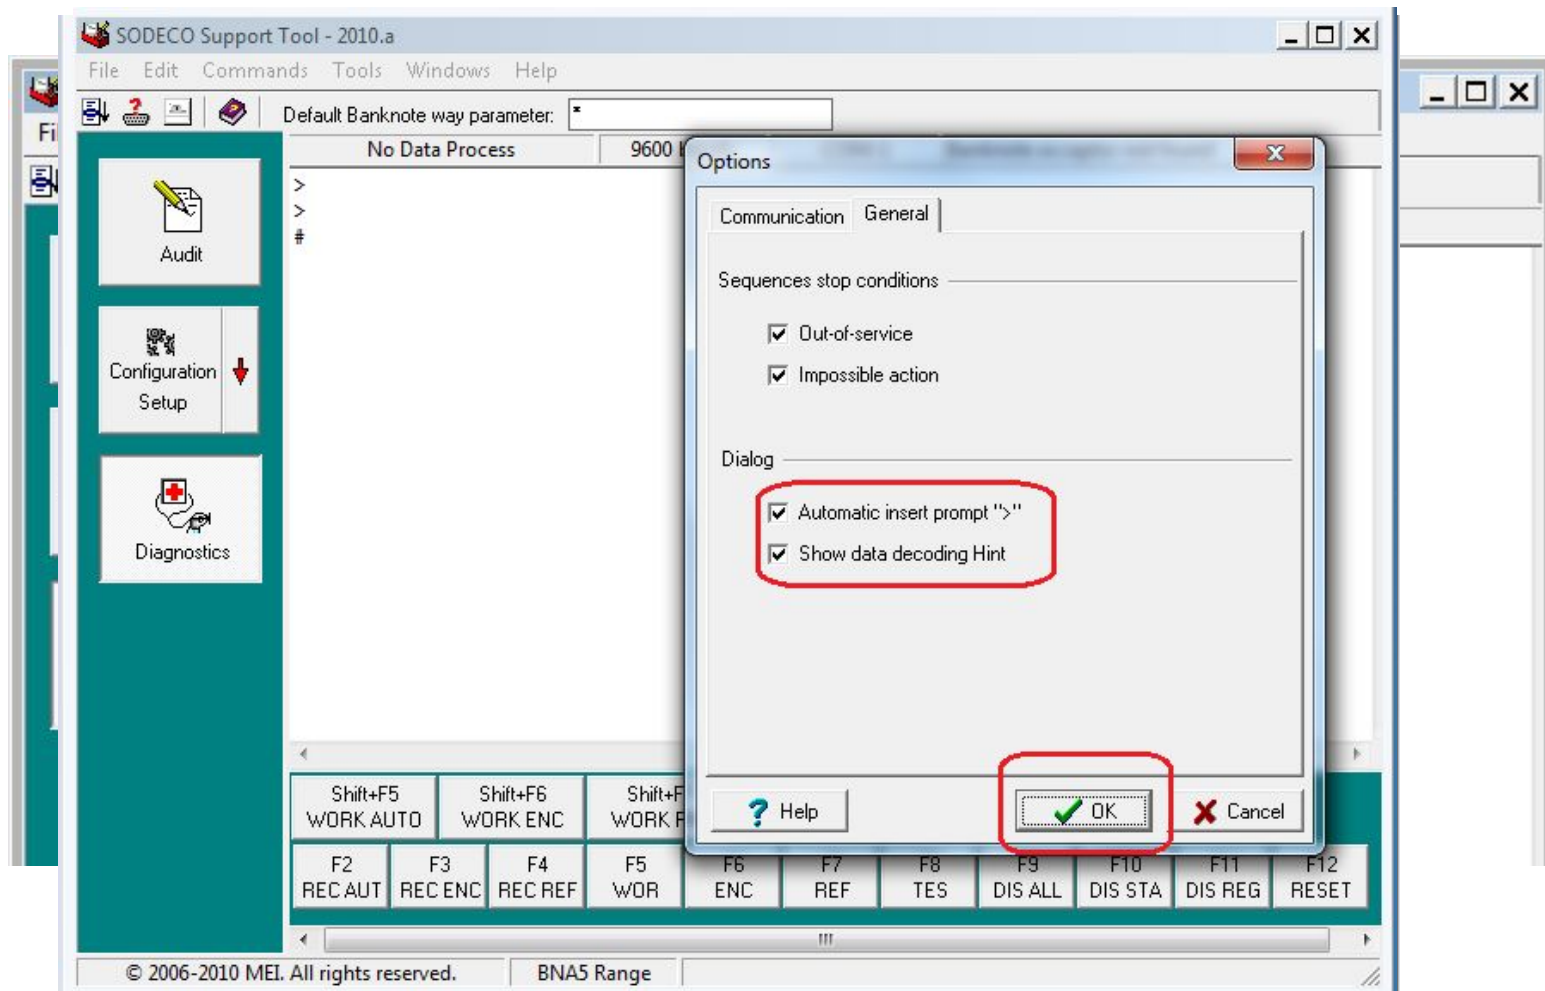 SODECO Support Tool - 2010.a
File Edit Commands Tools Windows Help
Default Banknote way parameter: *
No Data Process
9600
>
>
#
Audit
Configuration
Setup
Diagnostics
Options
Communication General
Sequences stop conditions
Out-of-service
Impossible action
Dialog
Automatic insert prompt ">"
Show data decoding Hint
? Help
OK
Cancel
Shift+F5
WORK AUTO
Shift+F6
WORK ENC
Shift+F
WORK
F2
REC AUT
F3
REC ENC
F4
REC REF
F5
WOR
F6
ENC
F7
REF
F8
TES
F9
DIS ALL
F10
DIS STA
F11
DIS REG
F12
RESET
© 2006-2010 MEI. All rights reserved.
BNA5 Range
Fi